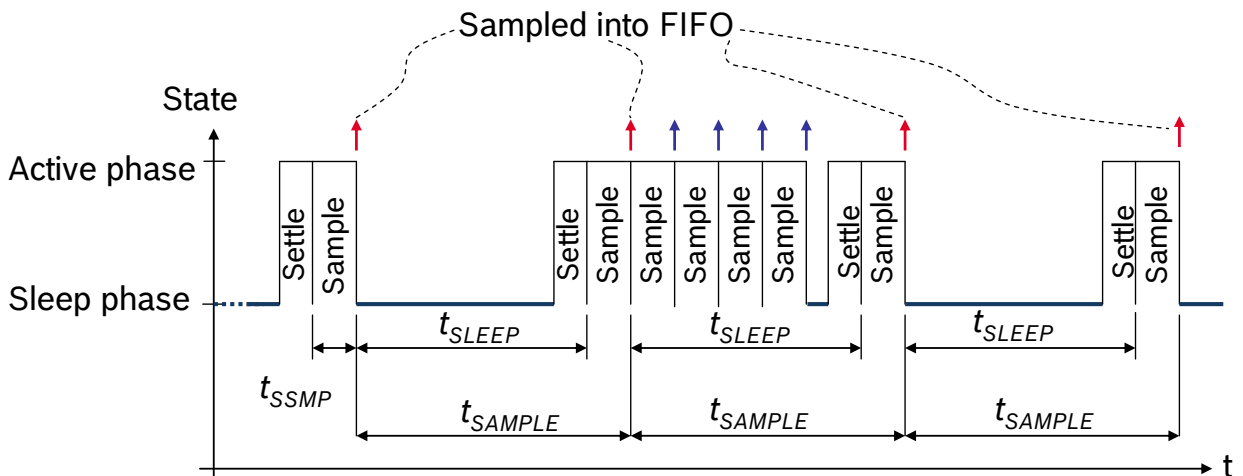 Sampled into FIFO
State
Active phase
Settle
Sample
Settle
Sample
Sample
Sample
Sample
Sample
Settle
Sample
Settle
Sample
Sleep phase
tSLEEP
tSLEEP
tSLEEP
tSSMP
tSAMPLE
tSAMPLE
tSAMPLE
t